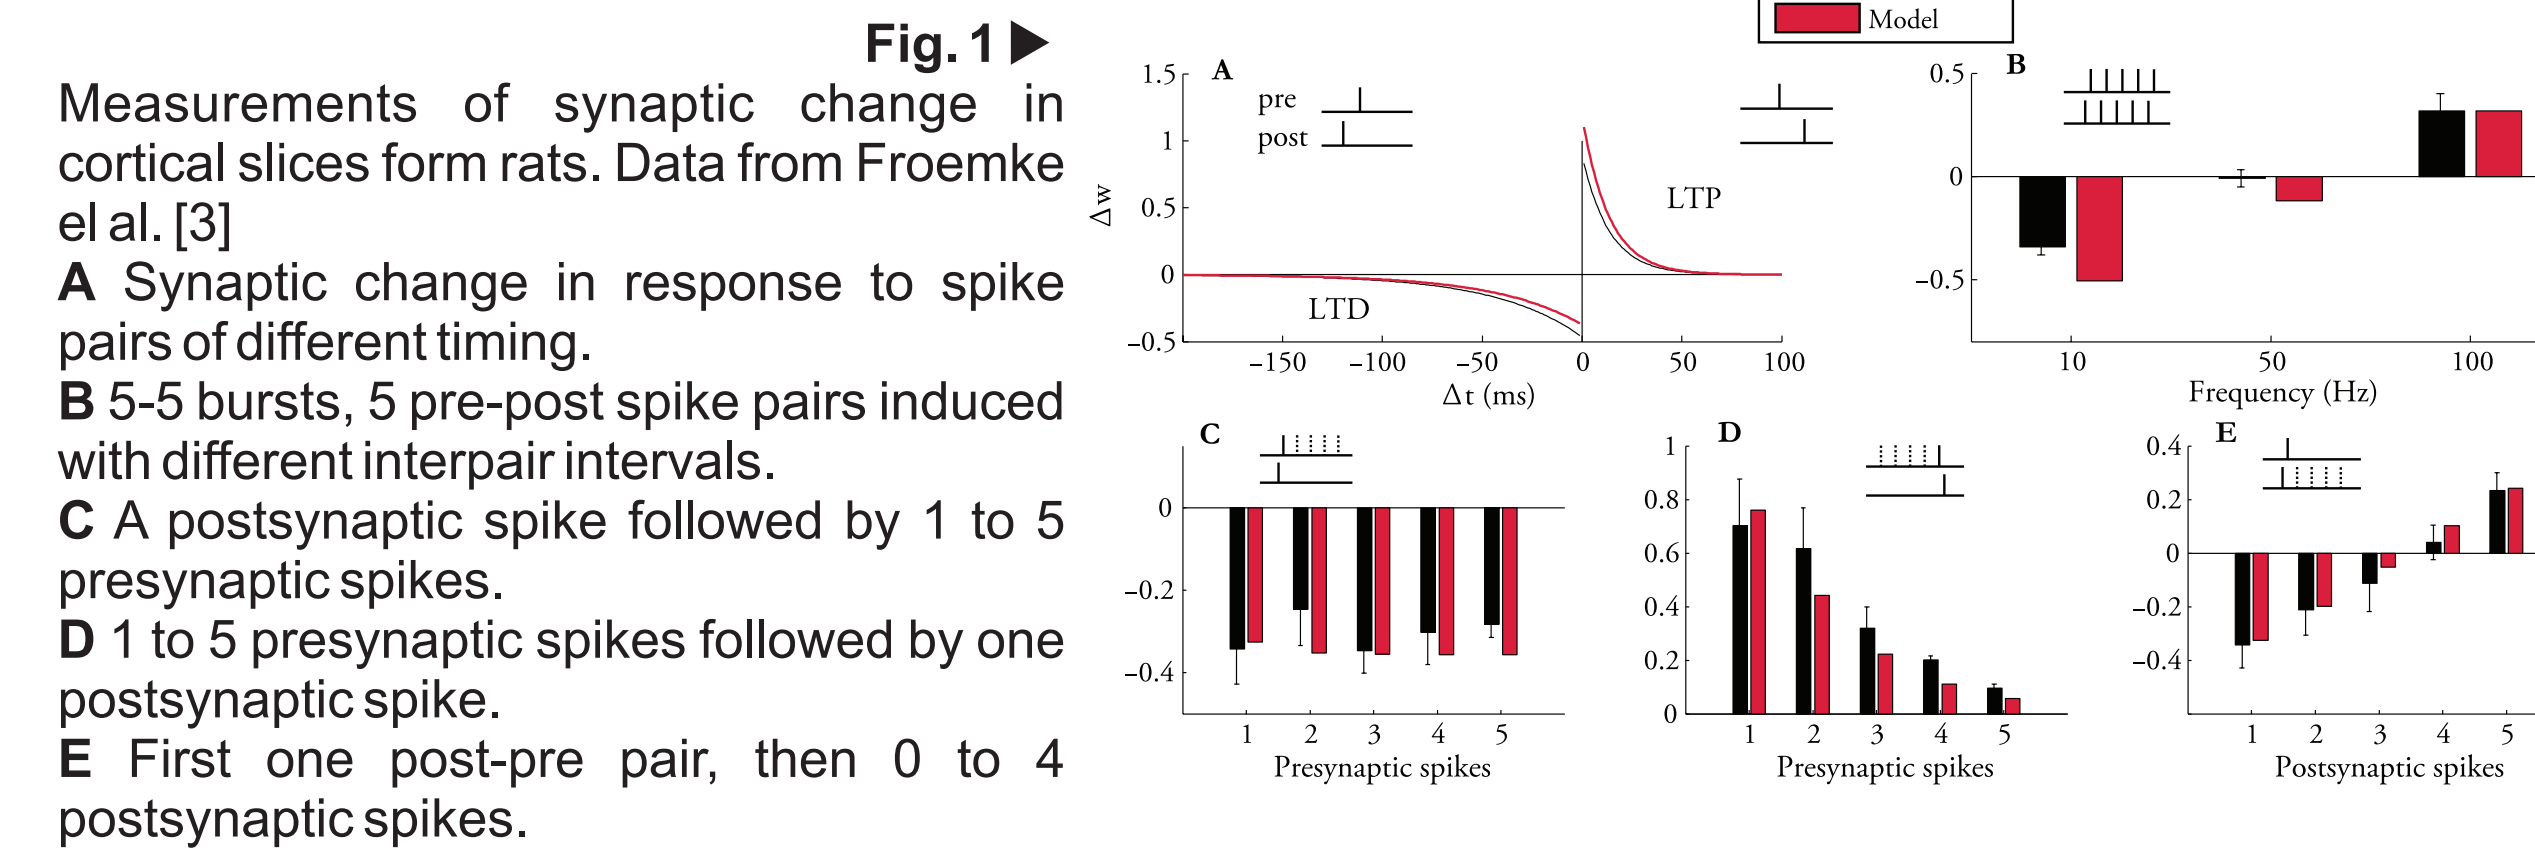 Fig. 1 ▶
Measurements of synaptic change in
cortical slices form rats. Data from Froemke
el al. [3]
A Synaptic change in response to spike
pairs of different timing.
B 5-5 bursts, 5 pre-post spike pairs induced
with different interpair intervals.
C A postsynaptic spike followed by 1 to 5
presynaptic spikes.
D 1 to 5 presynaptic spikes followed by one
postsynaptic spike.
E First one post-pre pair, then 0 to 4
postsynaptic spikes.
Model
A
pre
post
LTP
LTD
Δw
1.5
1
0.5
0
−0.5
−150 −100 −50 0 50 100
Δt (ms)
B
0.5
0
−0.5
10 50 100
Frequency (Hz)
C
0
−0.2
−0.4
1 2 3 4 5
Presynaptic spikes
D
1
0.8
0.6
0.4
0.2
0
1 2 3 4 5
Presynaptic spikes
E
0.4
0.2
0
−0.2
−0.4
1 2 3 4 5
Postsynaptic spikes